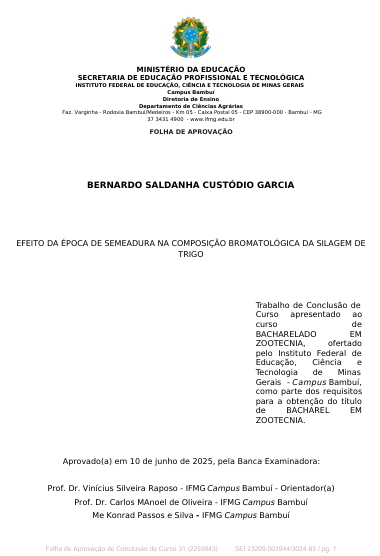 MINISTÉRIO DA EDUCAÇÃO
SECRETARIA DE EDUCAÇÃO PROFISSIONAL E TECNOLÓGICA
INSTITUTO FEDERAL DE EDUCAÇÃO, CIÊNCIA E TECNOLOGIA DE MINAS GERAIS
Campus Bambuí
Diretoria de Ensino
Departamento de Ciências Agrárias
Faz. Varginha - Rodovia Bambuí/Medeiros - Km 05 - Caixa Postal 05 - CEP 38900-000 - Bambuí - MG
37 3431 4900 - www.ifmg.edu.br
FOLHA DE APROVAÇÃO
BERNARDO SALDANHA CUSTÓDIO GARCIA
EFEITO DA ÉPOCA DE SEMEADURA NA COMPOSIÇÃO BROMATOLÓGICA DA SILAGEM DE
TRIGO
Trabalho de Conclusão de
Curso apresentado ao
curso de
BACHARELADO EM
ZOOTECNIA, ofertado
pelo Instituto Federal de
Educação, Ciência e
Tecnologia de Minas
Gerais - Campus Bambuí,
como parte dos requisitos
para a obtenção do título
de BACHAREL EM
ZOOTECNIA.
Aprovado(a) em 10 de junho de 2025, pela Banca Examinadora:
Prof. Dr. Vinícius Silveira Raposo - IFMG Campus Bambuí - Orientador(a)
Prof. Dr. Carlos MAnoel de Oliveira - IFMG Campus Bambuí
Me Konrad Passos e Silva - IFMG Campus Bambuí
Folha de Aprovação de Conclusão de Curso 31 (2259943) SEI 23209.003944/2024-83 / pg. 1